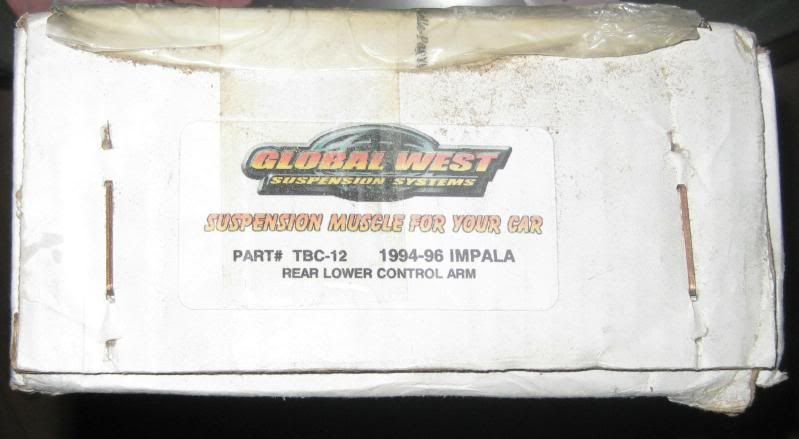 GLOBAL WEST
SUSPENSION SYSTEMS
SUSPENSION MUSCLE FOR YOUR CAR
PART# TBC-12 1994-96 IMPALA
REAR LOWER CONTROL ARM